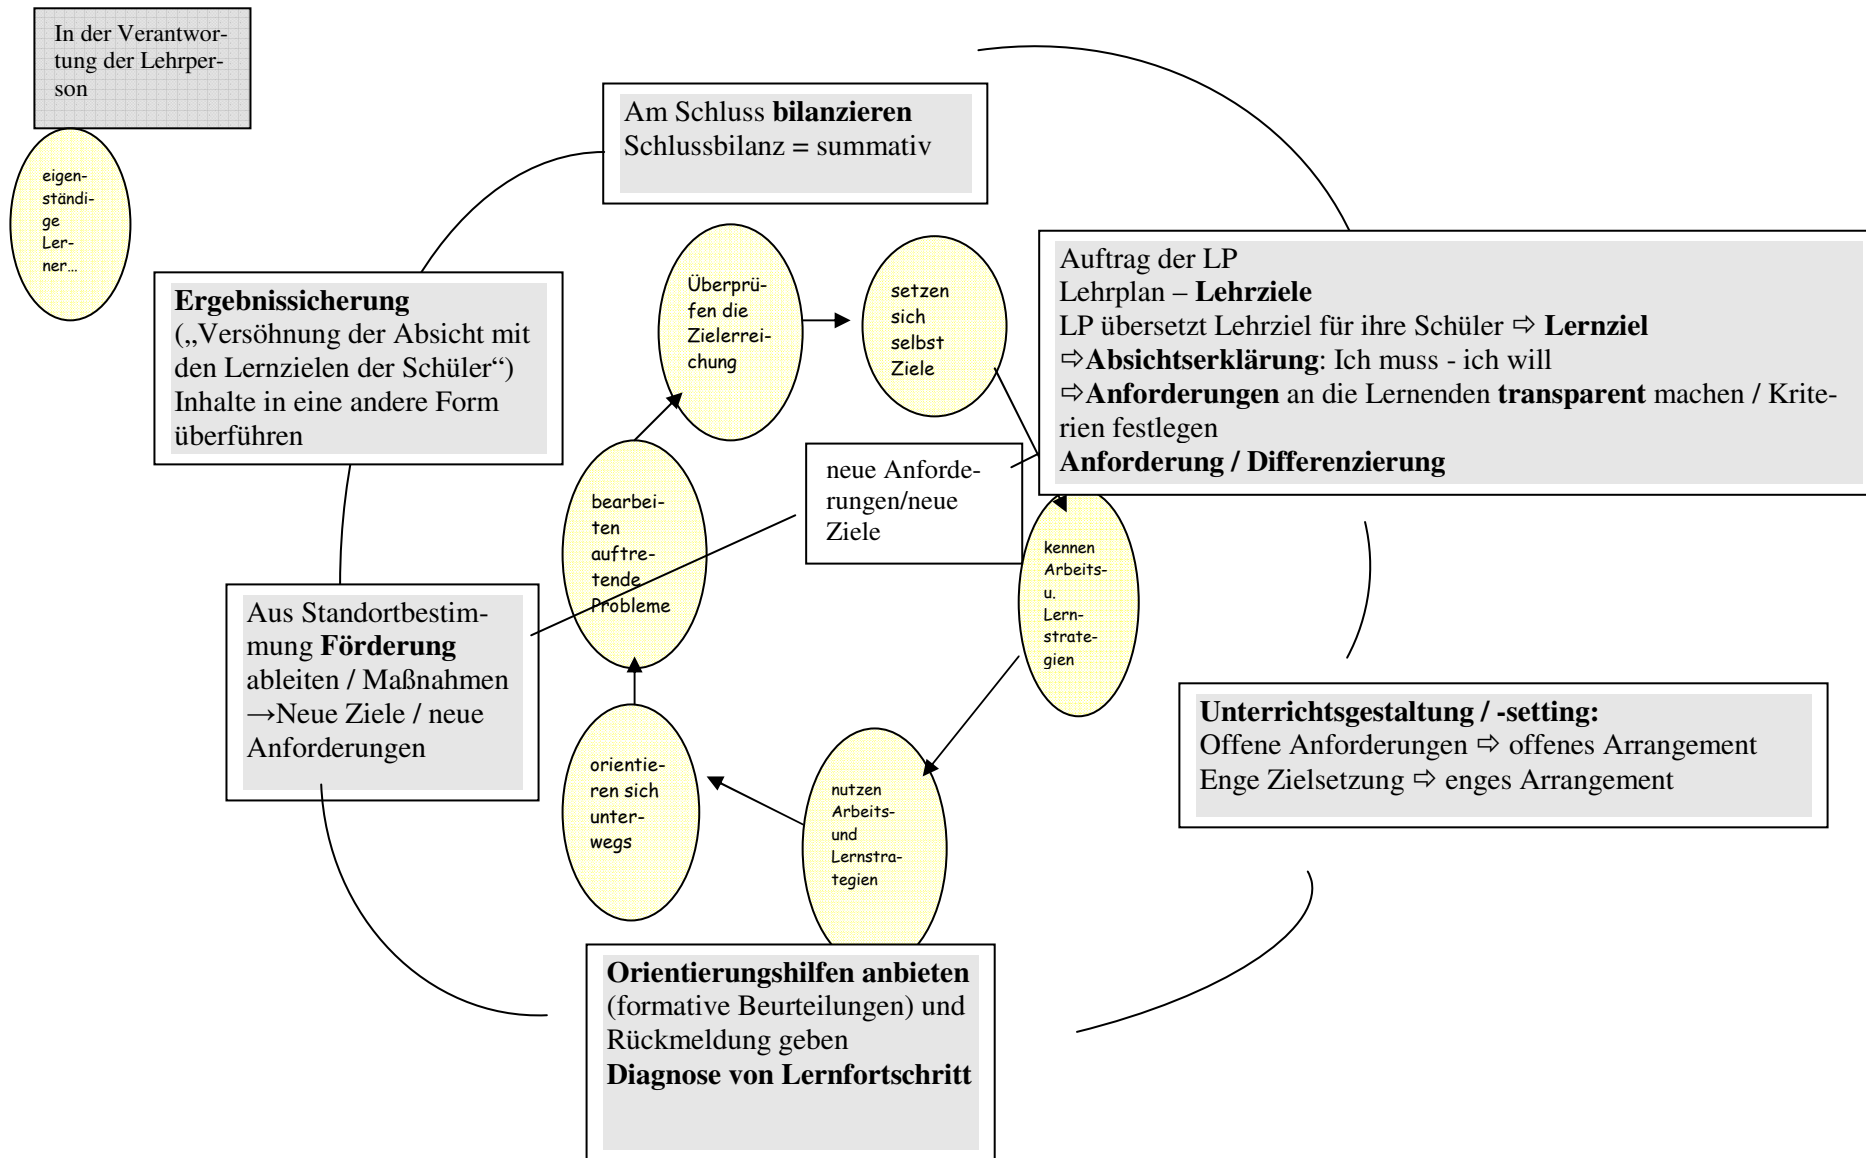 In der Verantwor-
tung der Lehrper-
son
eigen-
ständi-
ge
Ler-
ner…
Am Schluss bilanzieren
Schlussbilanz = summativ
Ergebnissicherung
(„Versöhnung der Absicht mit
den Lernzielen der Schüler“)
Inhalte in eine andere Form
überführen
Überprü-
fen die
Zielerrei-
chung
setzen
sich
selbst
Ziele
Auftrag der LP
Lehrplan – Lehrziele
LP übersetzt Lehrziel für ihre Schüler ⇨ Lernziel
⇨Absichtserklärung: Ich muss - ich will
⇨Anforderungen an die Lernenden transparent machen / Krite-
rien festlegen
Anforderung / Differenzierung
neue Anforde-
rungen/neue
Ziele
bearbei-
ten
auftre-
tende
Probleme
kennen
Arbeits-
u.
Lern-
strate-
gien
Aus Standortbestim-
mung Förderung
ableiten / Maßnahmen
→Neue Ziele / neue
Anforderungen
Unterrichtsgestaltung / -setting:
Offene Anforderungen ⇨ offenes Arrangement
Enge Zielsetzung ⇨ enges Arrangement
orientie-
ren sich
unter-
wegs
nutzen
Arbeits-
und
Lernstra-
tegien
Orientierungshilfen anbieten
(formative Beurteilungen) und
Rückmeldung geben
Diagnose von Lernfortschritt